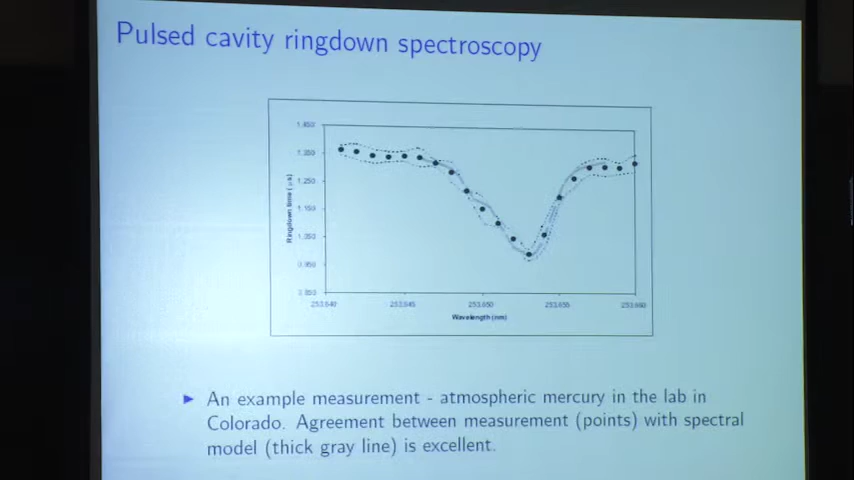 Pulsed cavity ringdown spectroscopy
1.450
1.350
1.250
1.150
1.050
0.950
0.850
Ringdown time (μs)
253.640
253.645
253.650
253.655
253.660
Wavelength (nm)
► An example measurement - atmospheric mercury in the lab in
Colorado. Agreement between measurement (points) with spectral
model (thick gray line) is excellent.